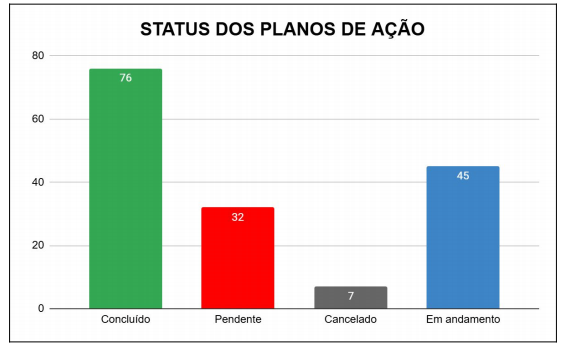 STATUS DOS PLANOS DE AÇÃO
80
60
40
20
0
76
32
7
45
Concluído
Pendente
Cancelado
Em andamento